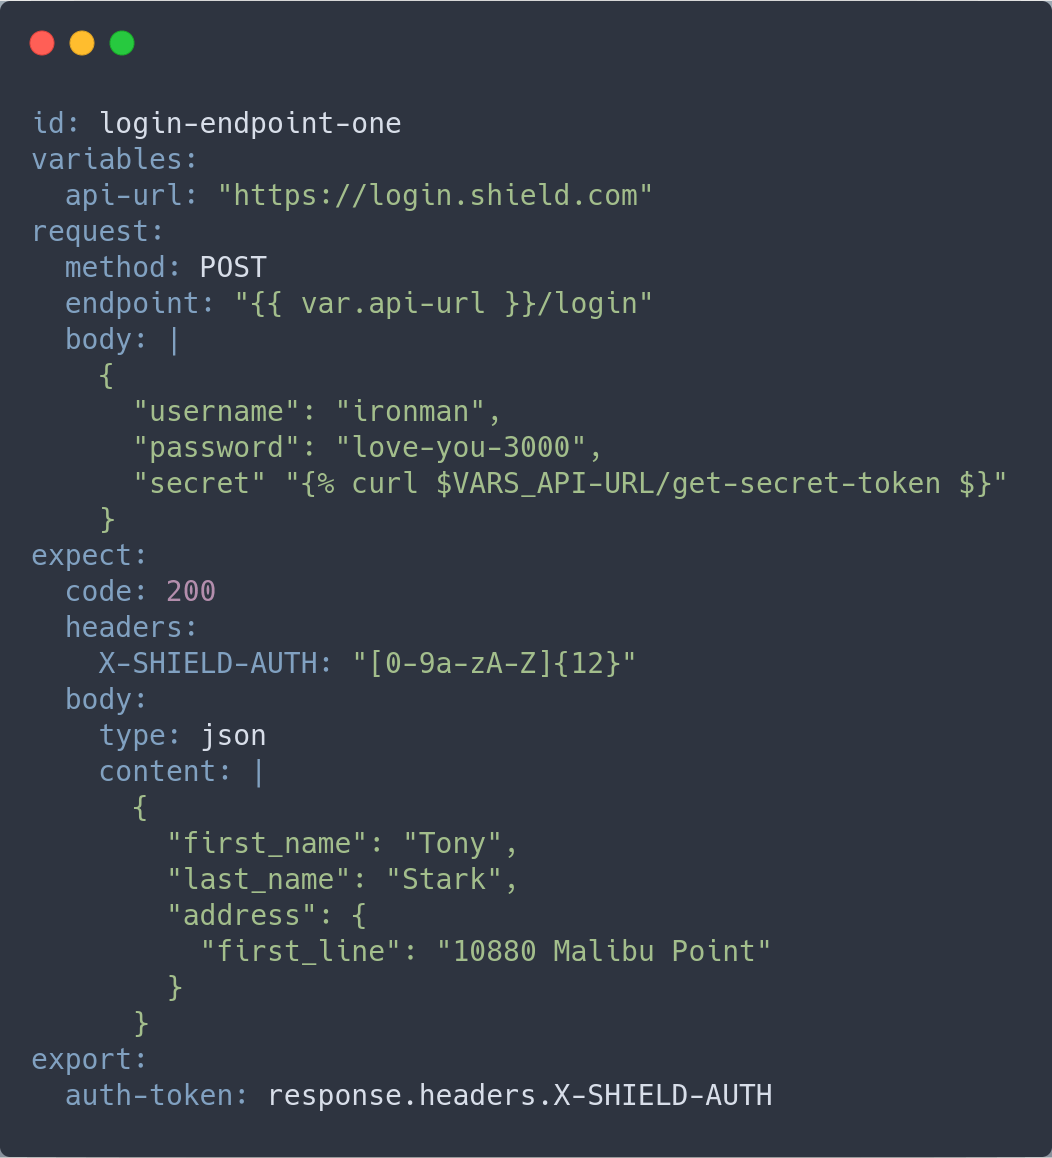 id: login-endpoint-one
variables:
  api-url: "https://login.shield.com"
request:
  method: POST
  endpoint: "{{ var.api-url }}/login"
  body: |
    {
      "username": "ironman",
      "password": "love-you-3000",
      "secret" "{% curl $VARS_API-URL/get-secret-token $}"
    }
expect:
  code: 200
  headers:
    X-SHIELD-AUTH: "[0-9a-zA-Z]{12}"
  body:
    type: json
    content: |
      {
        "first_name": "Tony",
        "last_name": "Stark",
        "address": {
          "first_line": "10880 Malibu Point"
        }
      }
export:
  auth-token: response.headers.X-SHIELD-AUTH